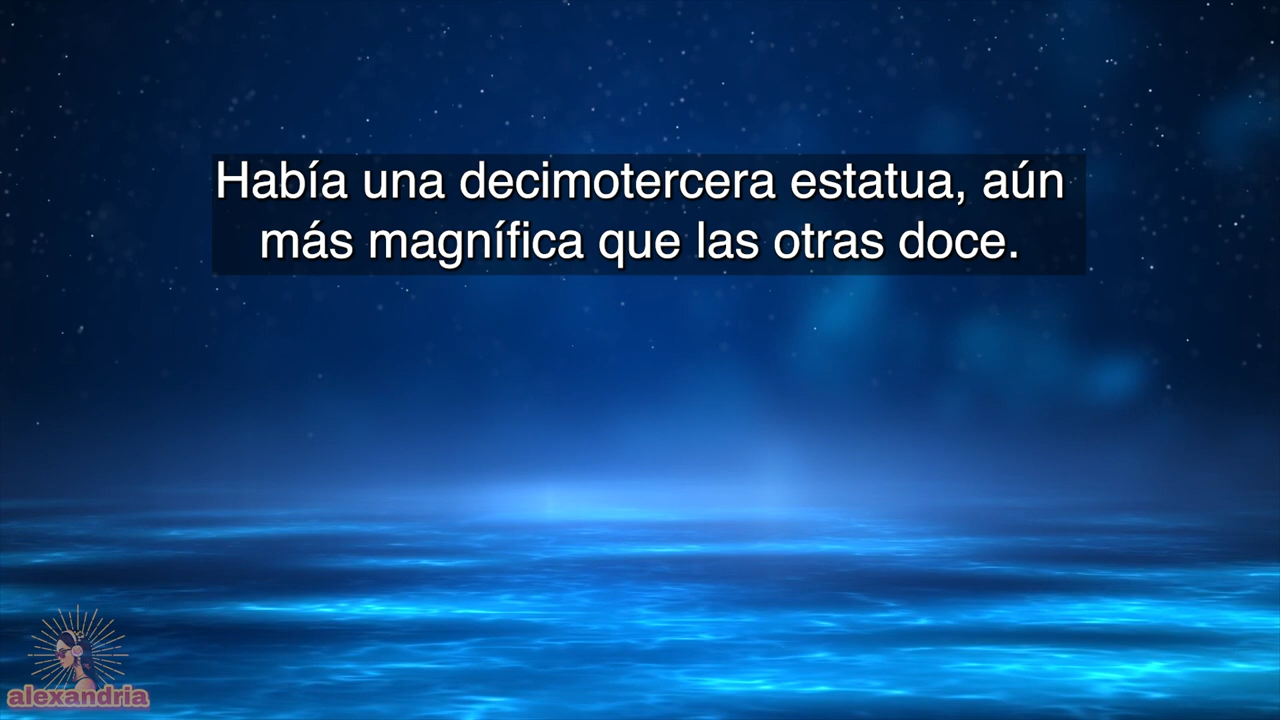 Había una decimotercera estatua, aún
más magnífica que las otras doce.
alexandria